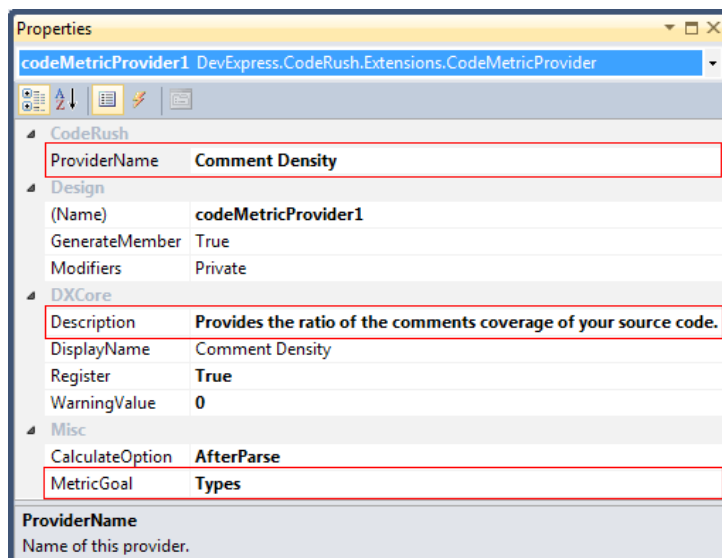 Properties
codeMetricProvider1 DevExpress.CodeRush.Extensions.CodeMetricProvider
CodeRush
ProviderName Comment Density
Design
(Name) codeMetricProvider1
GenerateMember True
Modifiers Private
DXCore
Description Provides the ratio of the comments coverage of your source code.
DisplayName Comment Density
Register True
WarningValue 0
Misc
CalculateOption AfterParse
MetricGoal Types
ProviderName
Name of this provider.